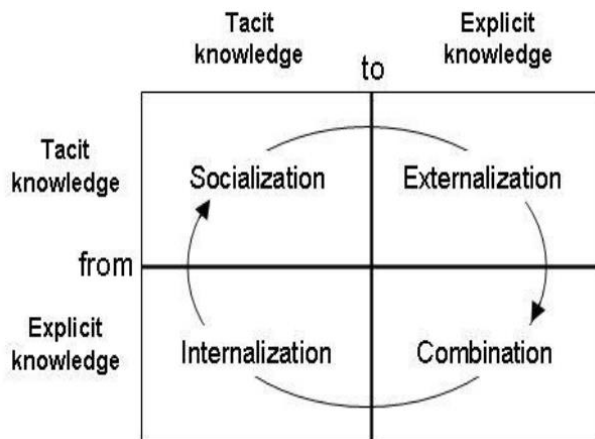 Tacit
knowledge
to
Explicit
knowledge
Tacit
knowledge
Socialization
Externalization
from
Explicit
knowledge
Internalization
Combination